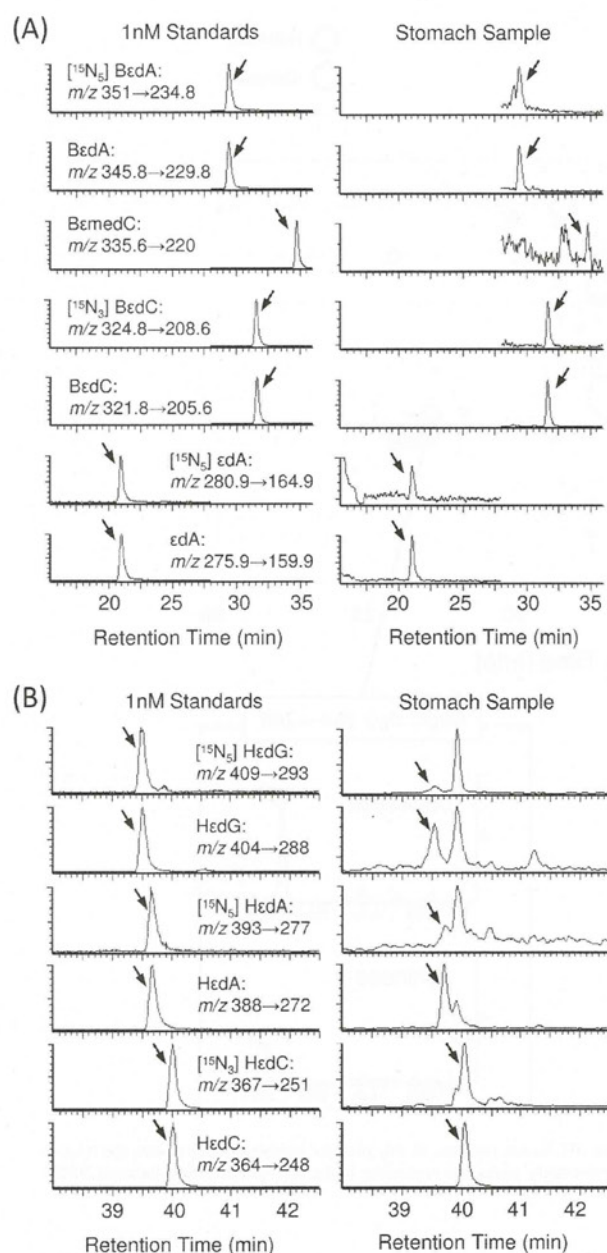 (A)
1nM Standards
Stomach Sample
[¹⁵N₅] BεdA:
m/z 351→234.8
BεdA:
m/z 345.8→229.8
BεmedC:
m/z 335.6→220
[¹⁵N₃] BεdC:
m/z 324.8→208.6
BεdC:
m/z 321.8→205.6
[¹⁵N₅] εdA:
m/z 280.9→164.9
εdA:
m/z 275.9→159.9
20 25 30 35
20 25 30 35
Retention Time (min)
Retention Time (min)
(B)
1nM Standards
Stomach Sample
[¹⁵N₅] HεdG:
m/z 409→293
HεdG:
m/z 404→288
[¹⁵N₅] HεdA:
m/z 393→277
HεdA:
m/z 388→272
[¹⁵N₃] HεdC:
m/z 367→251
HεdC:
m/z 364→248
39 40 41 42
39 40 41 42
Retention Time (min)
Retention Time (min)